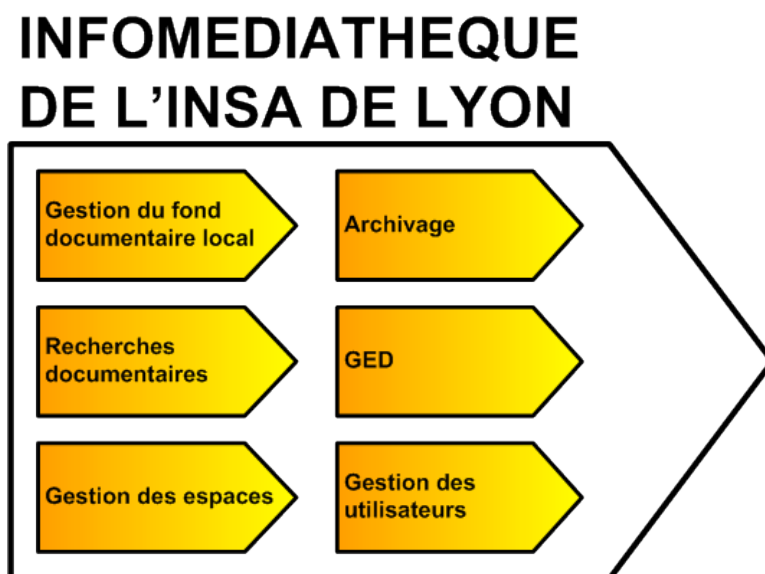 INFOMEDIATHEQUE
DE L'INSA DE LYON
Gestion du fond
documentaire local
Archivage
Recherches
documentaires
GED
Gestion des espaces
Gestion des
utilisateurs